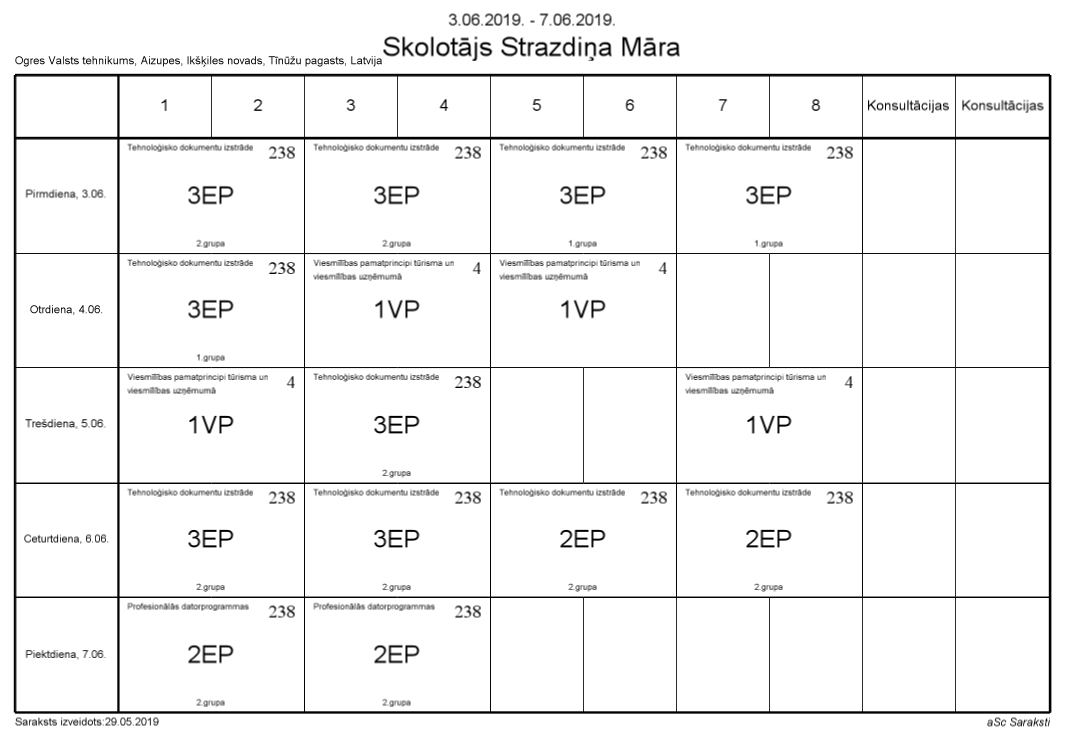 3.06.2019. - 7.06.2019.
Skolotājs Strazdiņa Māra
Ogres Valsts tehnikums, Aizupes, Ikšķiles novads, Tīnūžu pagasts, Latvija
1 2 3 4 5 6 7 8 Konsultācijas Konsultācijas
Tehnoloģisko dokumentu izstrāde 238 Tehnoloģisko dokumentu izstrāde 238 Tehnoloģisko dokumentu izstrāde 238 Tehnoloģisko dokumentu izstrāde 238
Pirmdiena, 3.06. 3EP 3EP 3EP 3EP
2.grupa 2.grupa 1.grupa 1.grupa
Tehnoloģisko dokumentu izstrāde 238 Viesmīlības pamatprincipi tūrisma un 4 Viesmīlības pamatprincipi tūrisma un 4
viesmīlības uzņēmumā viesmīlības uzņēmumā
Otrdiena, 4.06. 3EP 1VP 1VP
1.grupa
Viesmīlības pamatprincipi tūrisma un 4 Tehnoloģisko dokumentu izstrāde 238 Viesmīlības pamatprincipi tūrisma un 4
viesmīlības uzņēmumā viesmīlības uzņēmumā
Trešdiena, 5.06. 1VP 3EP 1VP
2.grupa
Tehnoloģisko dokumentu izstrāde 238 Tehnoloģisko dokumentu izstrāde 238 Tehnoloģisko dokumentu izstrāde 238 Tehnoloģisko dokumentu izstrāde 238
Ceturtdiena, 6.06. 3EP 3EP 2EP 2EP
2.grupa 2.grupa 2.grupa 2.grupa
Profesionālās datorprogrammas 238 Profesionālās datorprogrammas 238
Piektdiena, 7.06. 2EP 2EP
2.grupa 2.grupa
Saraksts izveidots:29.05.2019 aSc Saraksti